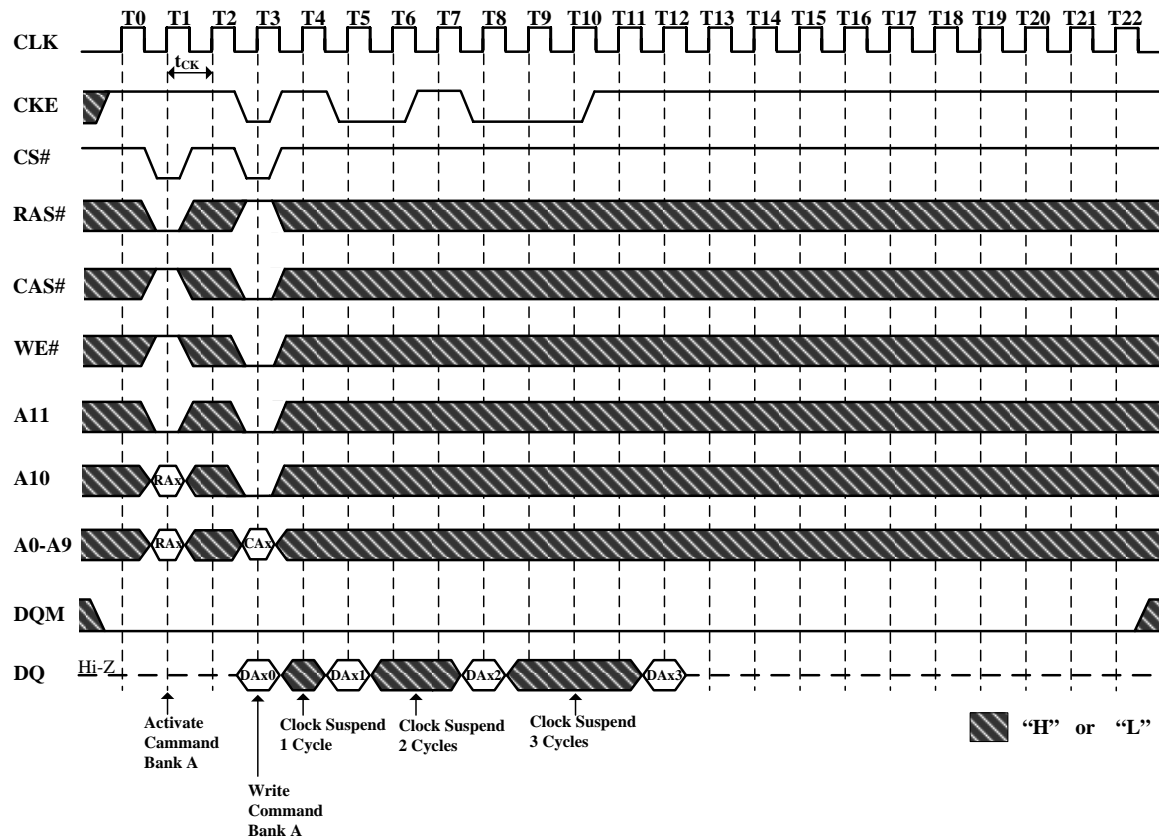 T0 T1 T2 T3 T4 T5 T6 T7 T8 T9 T10 T11 T12 T13 T14 T15 T16 T17 T18 T19 T20 T21 T22
CLK
tCK
CKE
CS#
RAS#
CAS#
WE#
A11
A10
RAx
A0-A9
RAx CAx
DQM
DQ
Hi-Z
DAx0 DAx1 DAx2 DAx3
Activate
Cammand
Bank A
Write
Command
Bank A
Clock Suspend
1 Cycle
Clock Suspend
2 Cycles
Clock Suspend
3 Cycles
“H” or “L”